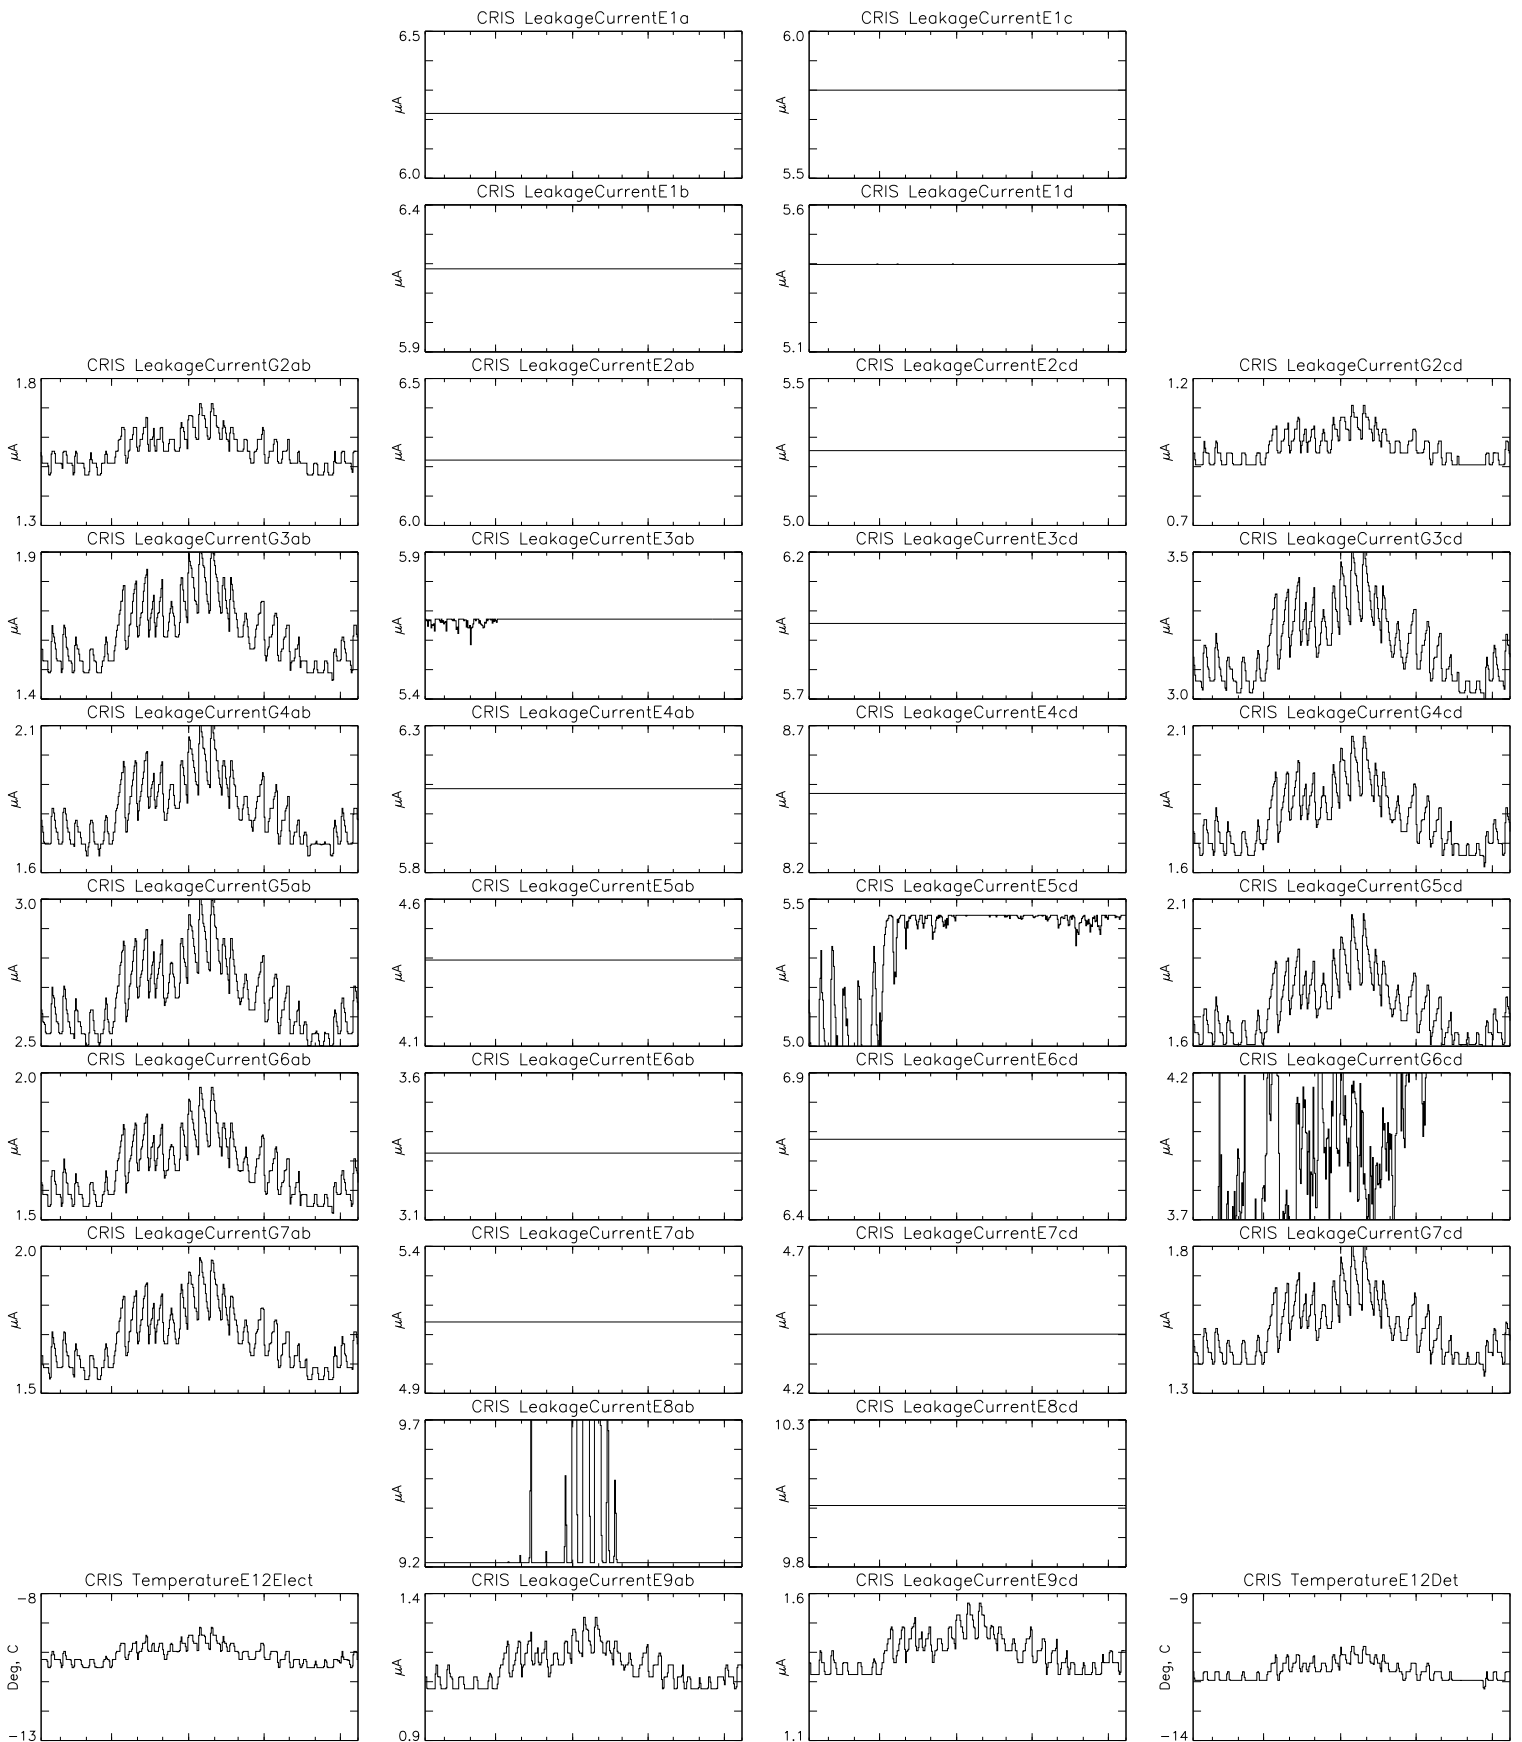 CRIS LeakageCurrentE1a
6.5
μA
6.0
CRIS LeakageCurrentE1c
6.0
μA
5.5
CRIS LeakageCurrentE1b
6.4
μA
5.9
CRIS LeakageCurrentE1d
5.6
μA
5.1
CRIS LeakageCurrentG2ab
1.8
μA
1.3
CRIS LeakageCurrentE2ab
6.5
μA
6.0
CRIS LeakageCurrentE2cd
5.5
μA
5.0
CRIS LeakageCurrentG2cd
1.2
μA
0.7
CRIS LeakageCurrentG3ab
1.9
μA
1.4
CRIS LeakageCurrentE3ab
5.9
μA
5.4
CRIS LeakageCurrentE3cd
6.2
μA
5.7
CRIS LeakageCurrentG3cd
3.5
μA
3.0
CRIS LeakageCurrentG4ab
2.1
μA
1.6
CRIS LeakageCurrentE4ab
6.3
μA
5.8
CRIS LeakageCurrentE4cd
8.7
μA
8.2
CRIS LeakageCurrentG4cd
2.1
μA
1.6
CRIS LeakageCurrentG5ab
3.0
μA
2.5
CRIS LeakageCurrentE5ab
4.6
μA
4.1
CRIS LeakageCurrentE5cd
5.5
μA
5.0
CRIS LeakageCurrentG5cd
2.1
μA
1.6
CRIS LeakageCurrentG6ab
2.0
μA
1.5
CRIS LeakageCurrentE6ab
3.6
μA
3.1
CRIS LeakageCurrentE6cd
6.9
μA
6.4
CRIS LeakageCurrentG6cd
4.2
μA
3.7
CRIS LeakageCurrentG7ab
2.0
μA
1.5
CRIS LeakageCurrentE7ab
5.4
μA
4.9
CRIS LeakageCurrentE7cd
4.7
μA
4.2
CRIS LeakageCurrentG7cd
1.8
μA
1.3
CRIS LeakageCurrentE8ab
9.7
μA
9.2
CRIS LeakageCurrentE8cd
10.3
μA
9.8
CRIS TemperatureE12Elect
−8
Deg, C
−13
CRIS LeakageCurrentE9ab
1.4
μA
0.9
CRIS LeakageCurrentE9cd
1.6
μA
1.1
CRIS TemperatureE12Det
−9
Deg, C
−14